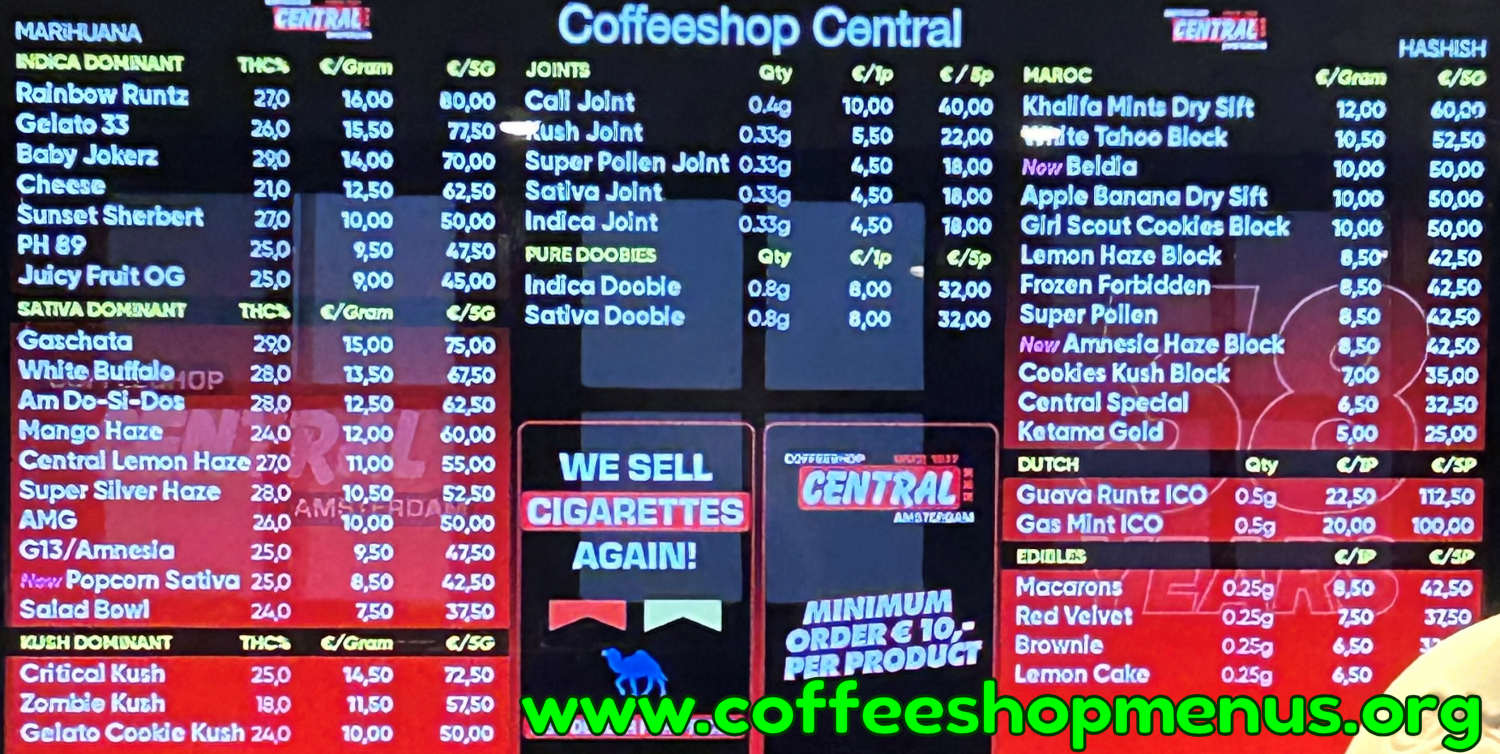 Coffeeshop Central
CENTRAL
MARIHUANA
INDICA DOMINANT THC% €/Gram €/5G
Rainbow Runtz 27,0 16,00 80,00
Gelato 33 26,0 15,50 77,50
Baby Jokerz 29,0 14,00 70,00
Cheese 21,0 12,50 62,50
Sunset Sherbert 27,0 10,00 50,00
PH 89 25,0 9,50 47,50
Juicy Fruit OG 25,0 9,00 45,00
SATIVA DOMINANT THC% €/Gram €/5G
Gaschata 29,0 15,00 75,00
White Buffalo 28,0 13,50 67,50
Am Do-Si-Dos 28,0 12,50 62,50
Mango Haze 24,0 12,00 60,00
Central Lemon Haze 27,0 11,00 55,00
Super Silver Haze 28,0 10,50 52,50
AMG 26,0 10,00 50,00
G13/Amnesia 25,0 9,50 47,50
New Popcorn Sativa 25,0 8,50 42,50
Salad Bowl 24,0 7,50 37,50
COFFEESHOP
CENTRAL
AMSTERDAM
KUSH DOMINANT THC% €/Gram €/5G
Critical Kush 25,0 14,50 72,50
Zombie Kush 18,0 11,50 57,50
Gelato Cookie Kush 24,0 10,00 50,00
JOINTS Qty €/1p €/5p
Cali Joint 0.4g 10,00 40,00
Kush Joint 0.33g 5,50 22,00
Super Pollen Joint 0.33g 4,50 18,00
Sativa Joint 0.33g 4,50 18,00
Indica Joint 0.33g 4,50 18,00
PURE DOOBIES Qty €/1p €/5p
Indica Doobie 0.8g 8,00 32,00
Sativa Doobie 0.8g 8,00 32,00
WE SELL
CIGARETTES
AGAIN!
COFFEESHOP
CENTRAL
AMSTERDAM
MINIMUM
ORDER € 10,-
PER PRODUCT
CENTRAL
HASHISH
MAROC €/Gram €/5G
Khalifa Mints Dry Sift 12,00 60,00
White Tahoo Block 10,50 52,50
New Beldia 10,00 50,00
Apple Banana Dry Sift 10,00 50,00
Girl Scout Cookies Block 10,00 50,00
Lemon Haze Block 8,50 42,50
Frozen Forbidden 8,50 42,50
Super Pollen 8,50 42,50
New Amnesia Haze Block 8,50 42,50
Cookies Kush Block 7,00 35,00
Central Special 6,50 32,50
Ketama Gold 5,00 25,00
DUTCH Qty €/1P €/5P
Guava Runtz ICO 0.5g 22,50 112,50
Gas Mint ICO 0.5g 20,00 100,00
EDIBLES €/1P €/5P
Macarons 0.25g 8,50 42,50
Red Velvet 0.25g 7,50 37,50
Brownie 0.25g 6,50
Lemon Cake 0.25g 6,50
YEARS
www.coffeeshopmenus.org